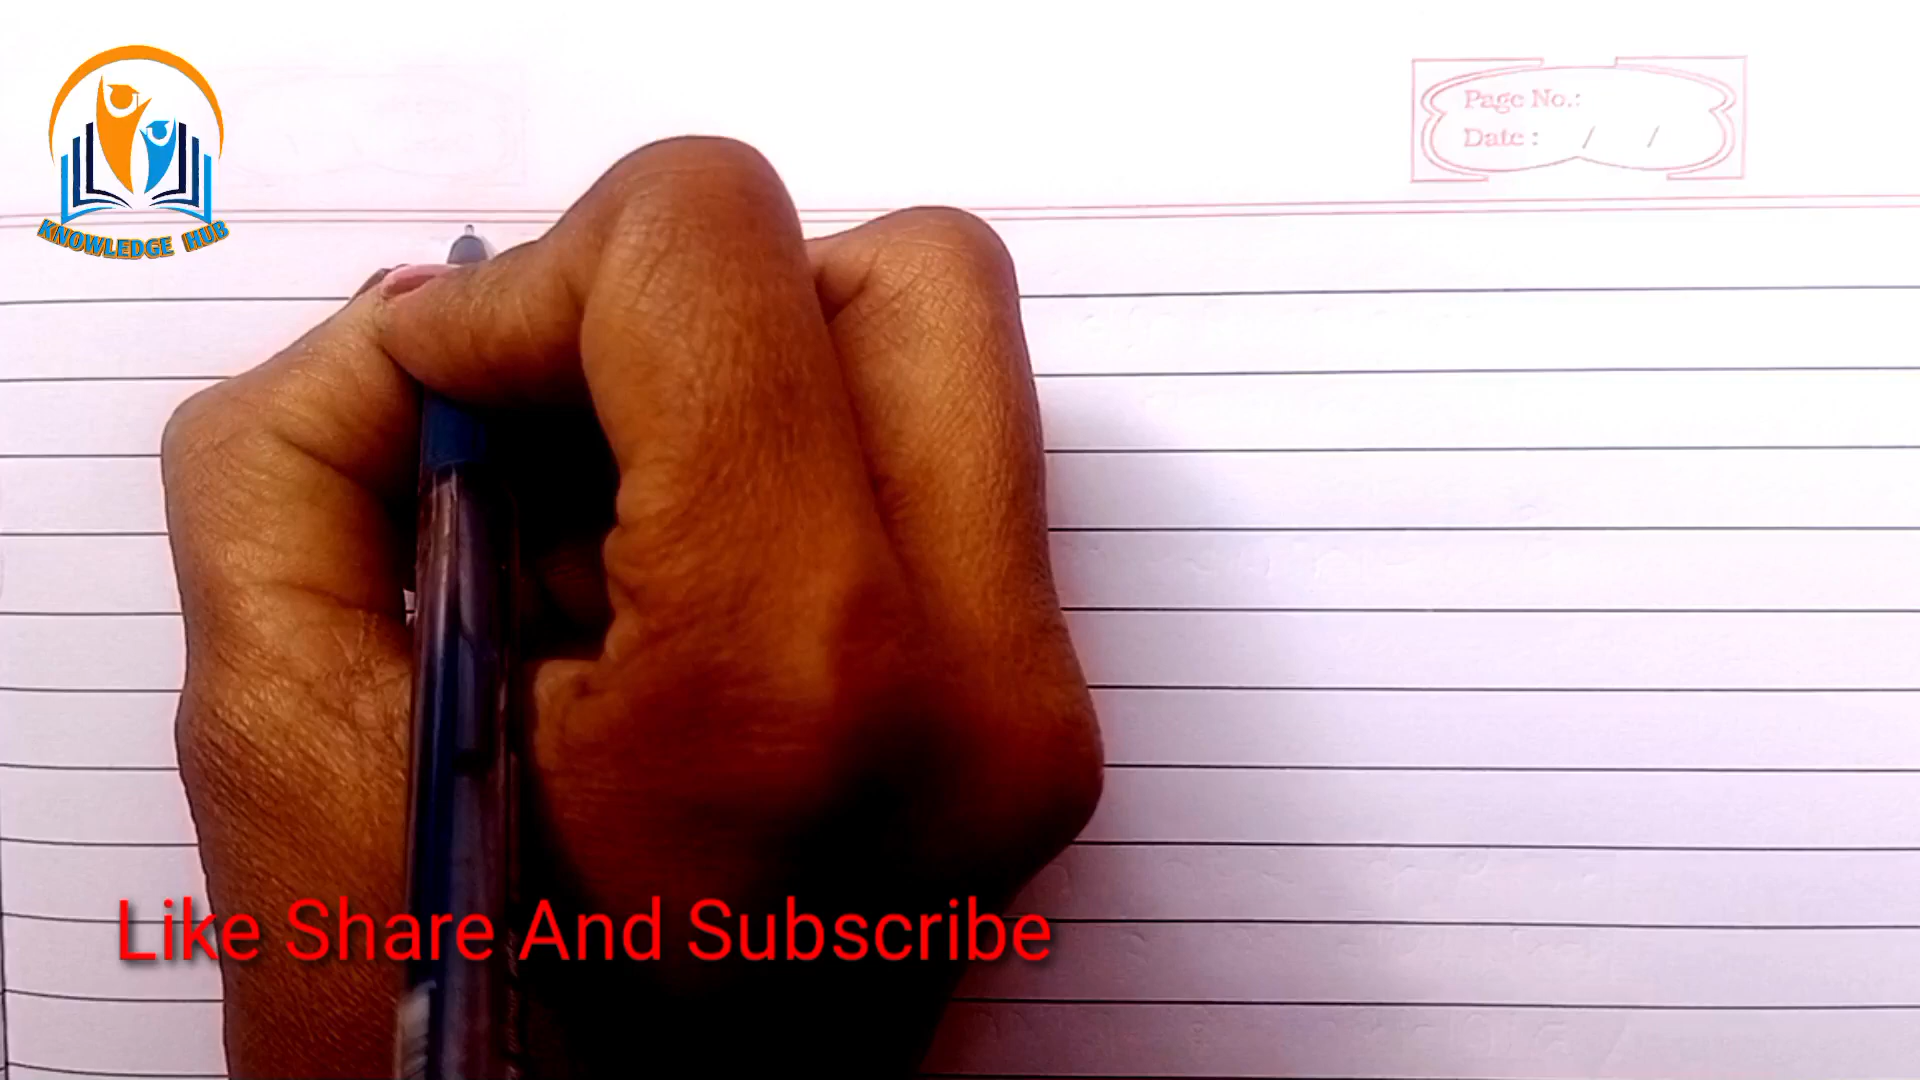 KNOWLEDGE HUB
Page No.:
Date : / /
Like Share And Subscribe